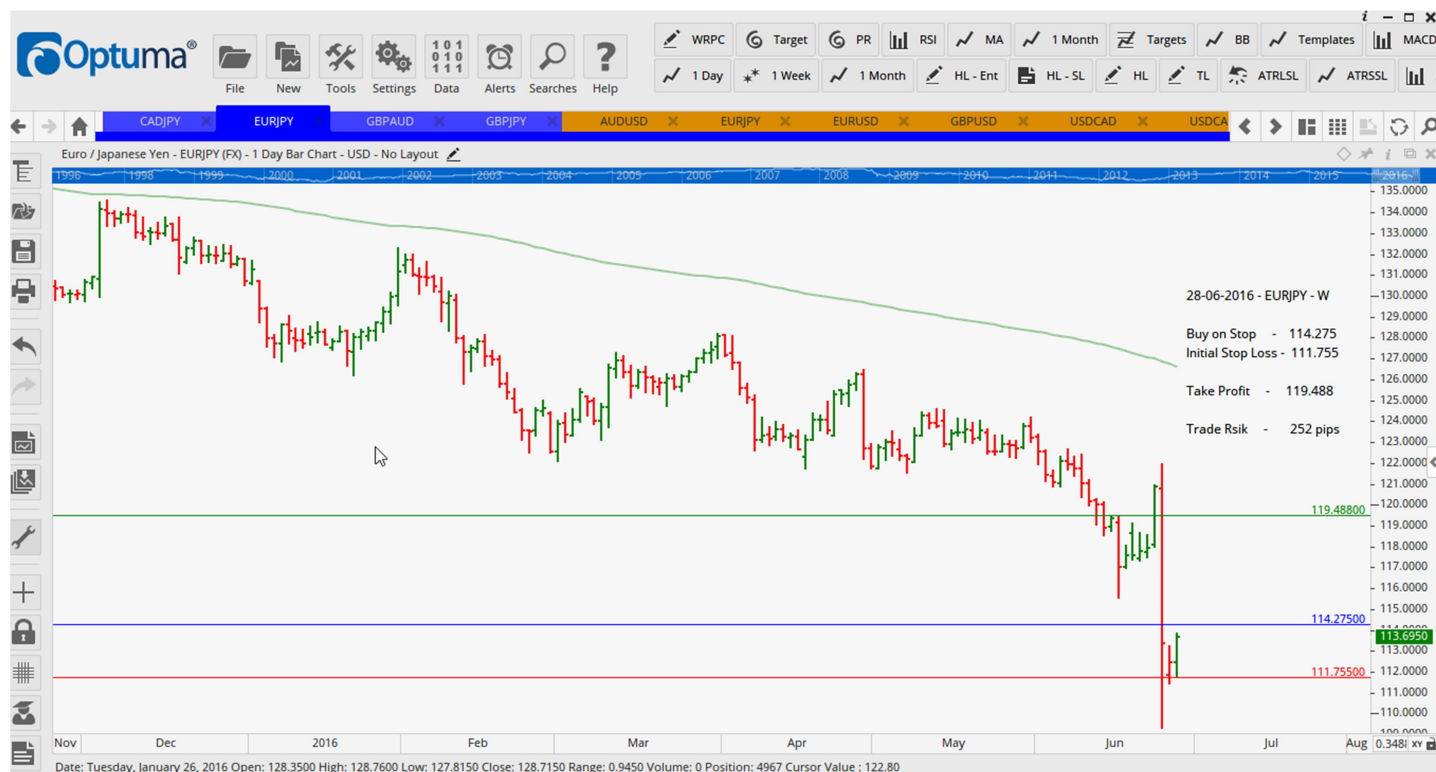 i
Optuma®
File New Tools Settings Data Alerts Searches Help
WRPC Target PR RSI MA 1 Month Targets BB Templates MACD
1 Day 1 Week 1 Month HL - Ent HL - SL HL TL ATRLSL ATRSSL
CADJPY EURJPY GBPAUD GBPJPY AUDUSD EURJPY EURUSD GBPUSD USDCAD USDCA
Euro / Japanese Yen - EURJPY (FX) - 1 Day Bar Chart - USD - No Layout
1996 1998 1999 2000 2001 2002 2003 2004 2005 2006 2007 2008 2009 2010 2011 2012 2013 2014 2015 2016
135.0000
134.0000
133.0000
132.0000
131.0000
28-06-2016 - EURJPY - W
130.0000
129.0000
Buy on Stop - 114.275
128.0000
Initial Stop Loss - 111.755
127.0000
126.0000
Take Profit - 119.488
125.0000
124.0000
Trade Rsik - 252 pips
123.0000
122.0000
121.0000
120.0000
119.48800
119.0000
118.0000
117.0000
116.0000
115.0000
114.27500
113.6950
113.0000
112.0000
111.75500
111.0000
110.0000
Nov Dec 2016 Feb Mar Apr May Jun Jul Aug XY
Date: Tuesday, January 26, 2016 Open: 128.3500 High: 128.7600 Low: 127.8150 Close: 128.7150 Range: 0.9450 Volume: 0 Position: 4967 Cursor Value : 122.80